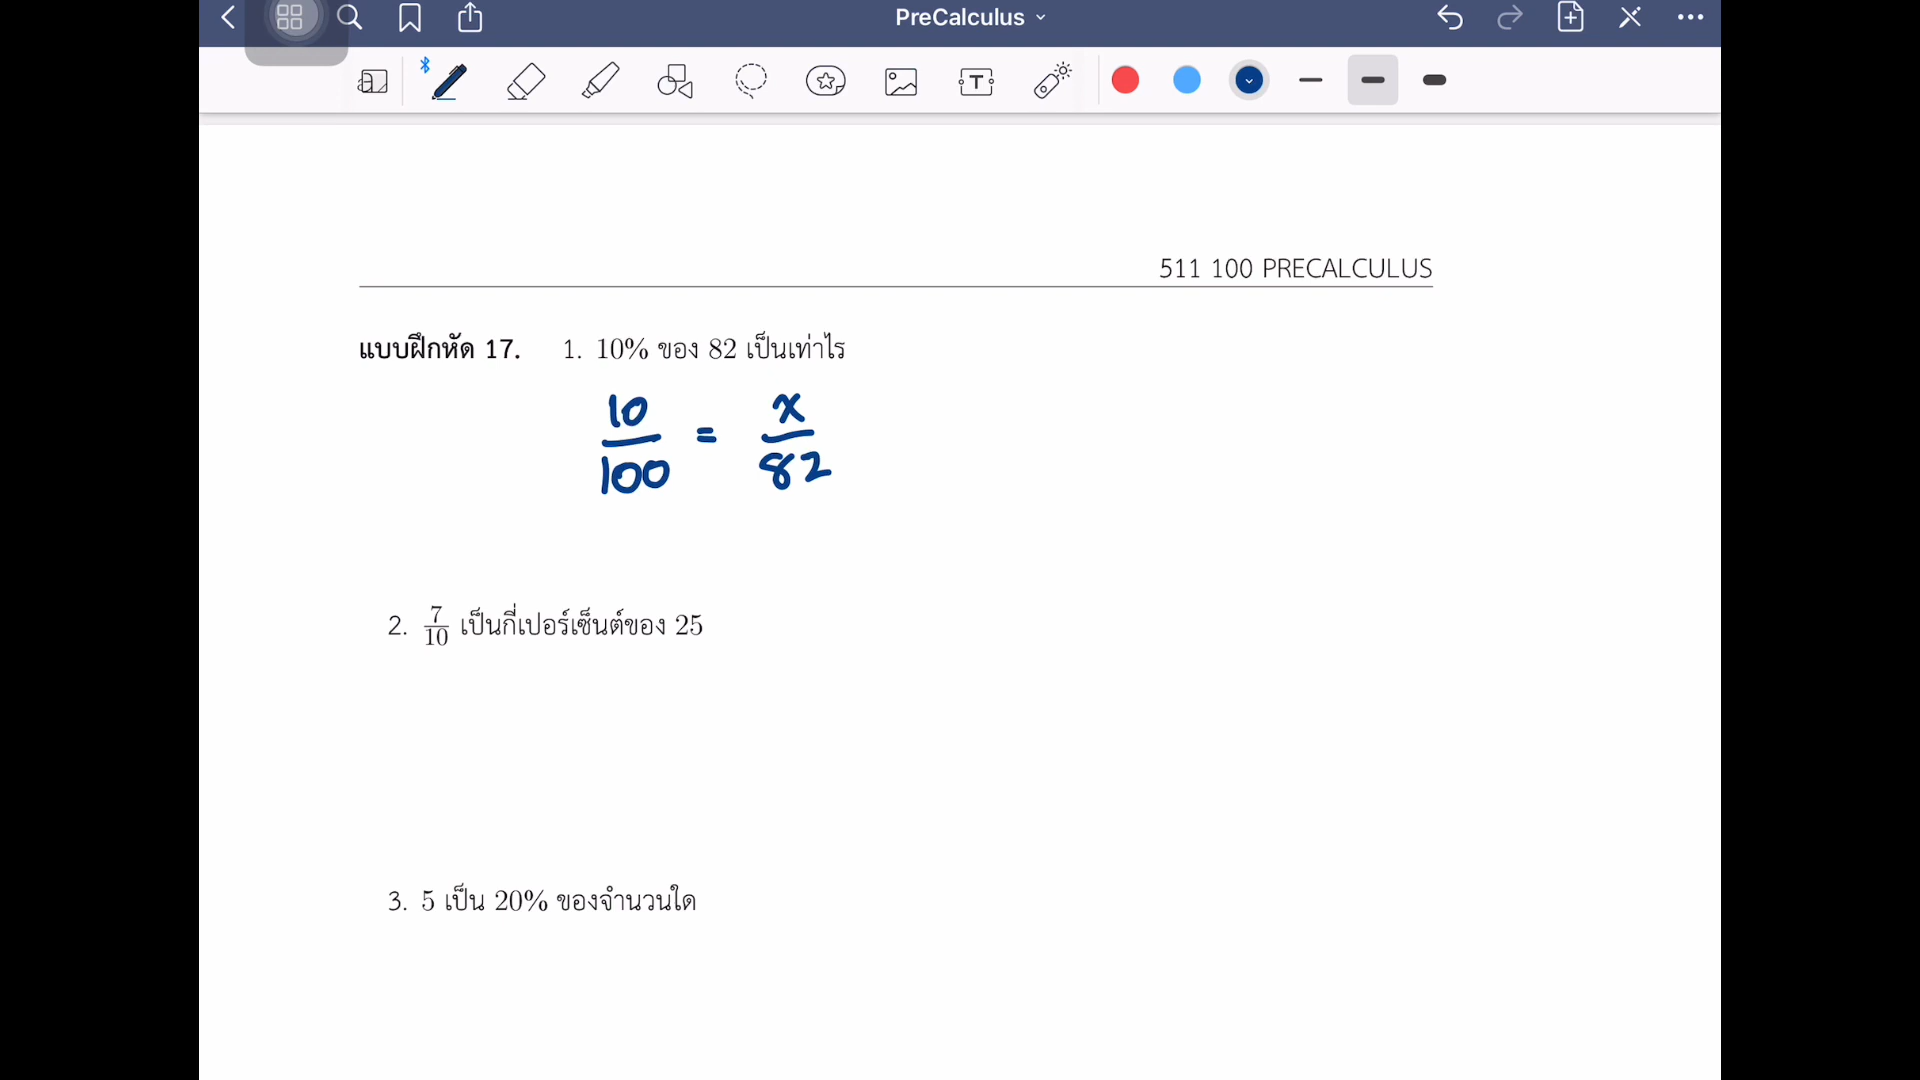 PreCalculus
511 100 PRECALCULUS
แบบฝึกหัด 17. 1. 10% ของ 82 เป็นเท่าไร
10/100 = x/82
2. 7/10 เป็นกี่เปอร์เซ็นต์ของ 25
3. 5 เป็น 20% ของจำนวนใด